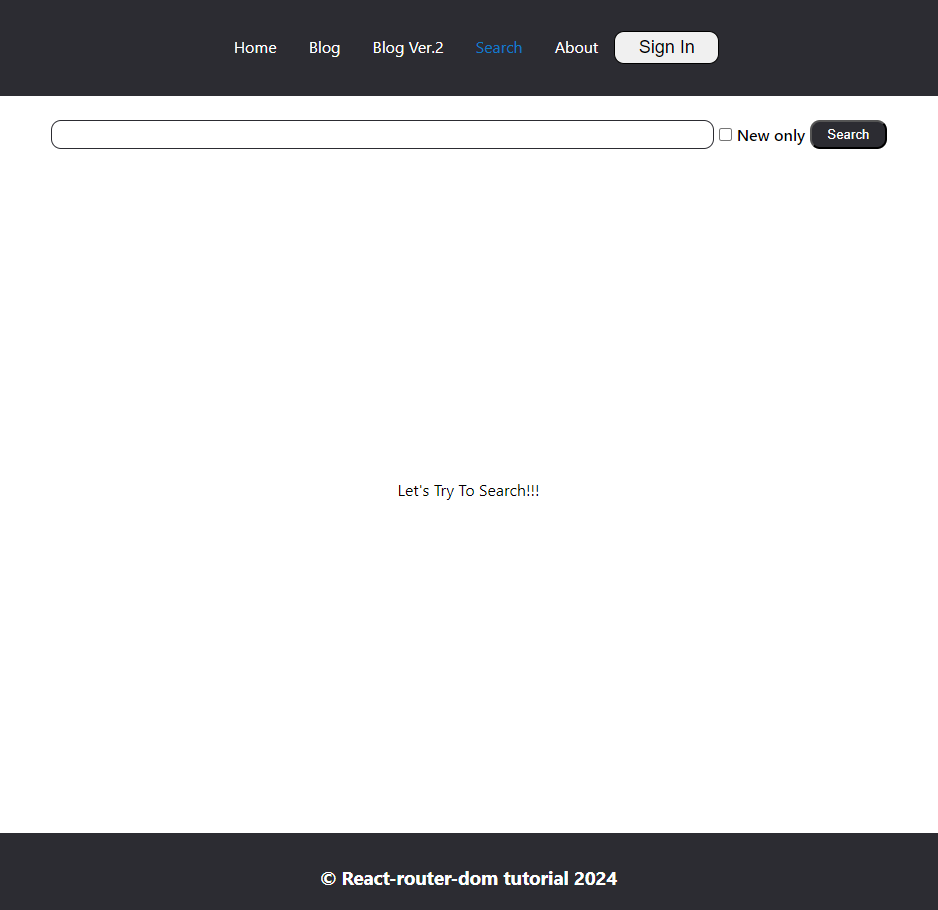 Home Blog Blog Ver.2 Search About Sign In
New only Search
Let's Try To Search!!!
© React-router-dom tutorial 2024